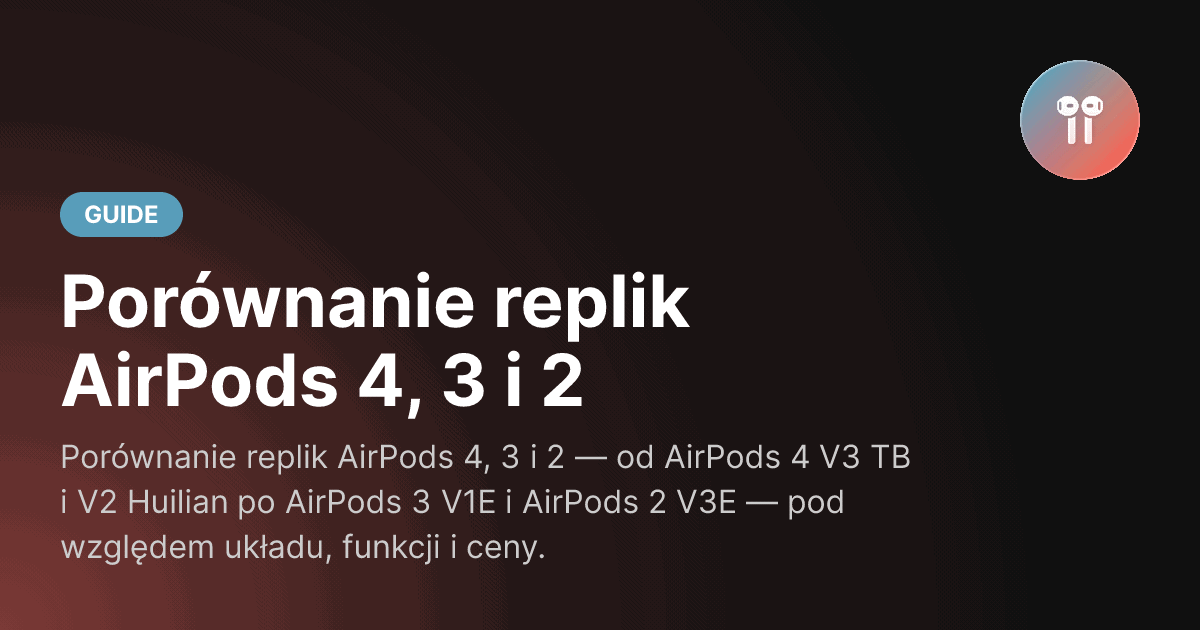 GUIDE
Porównanie replik
AirPods 4, 3 i 2
Porównanie replik AirPods 4, 3 i 2 — od AirPods 4 V3 TB
i V2 Huilian po AirPods 3 V1E i AirPods 2 V3E — pod
względem układu, funkcji i ceny.